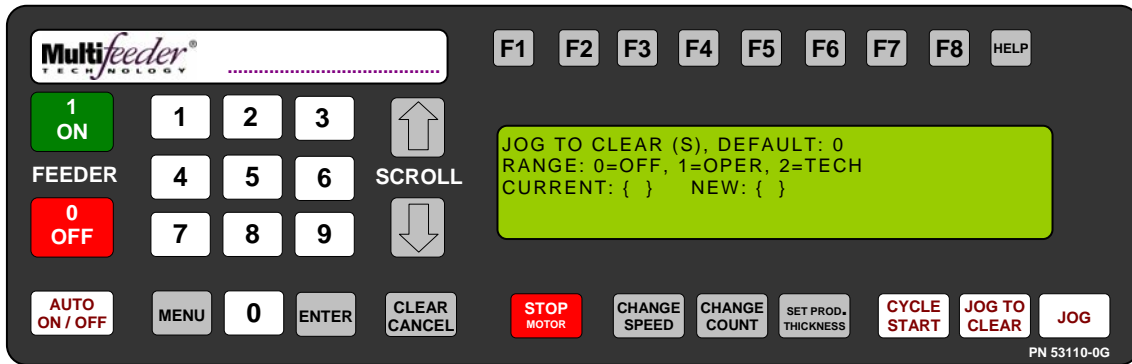 Multifeeder®
TECHNOLOGY
F1 F2 F3 F4 F5 F6 F7 F8 HELP
1
ON
FEEDER
0
OFF
1 2 3
4 5 6
7 8 9
SCROLL
JOG TO CLEAR (S), DEFAULT: 0
RANGE: 0=OFF, 1=OPER, 2=TECH
CURRENT: { } NEW: { }
AUTO
ON / OFF
MENU 0 ENTER
CLEAR
CANCEL
STOP
MOTOR
CHANGE
SPEED
CHANGE
COUNT
SET PROD.
THICKNESS
CYCLE
START
JOG TO
CLEAR
JOG
PN 53110-0G